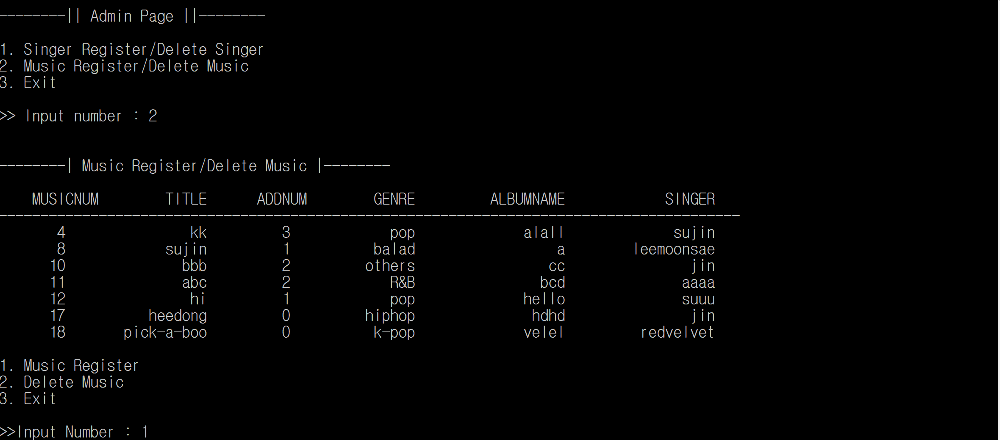 --------|| Admin Page ||--------
1. Singer Register/Delete Singer
2. Music Register/Delete Music
3. Exit
>> Input number : 2
--------| Music Register/Delete Music |--------
MUSICNUM TITLE ADDNUM GENRE ALBUMNAME SINGER
-----------------------------------------------------------------------------------------
4 kk 3 pop alall sujin
8 sujin 1 balad a leemoonsae
10 bbb 2 others cc jin
11 abc 2 R&B bcd aaaa
12 hi 1 pop hello suuu
17 heedong 0 hiphop hdhd jin
18 pick-a-boo 0 k-pop velel redvelvet
1. Music Register
2. Delete Music
3. Exit
>>Input Number : 1